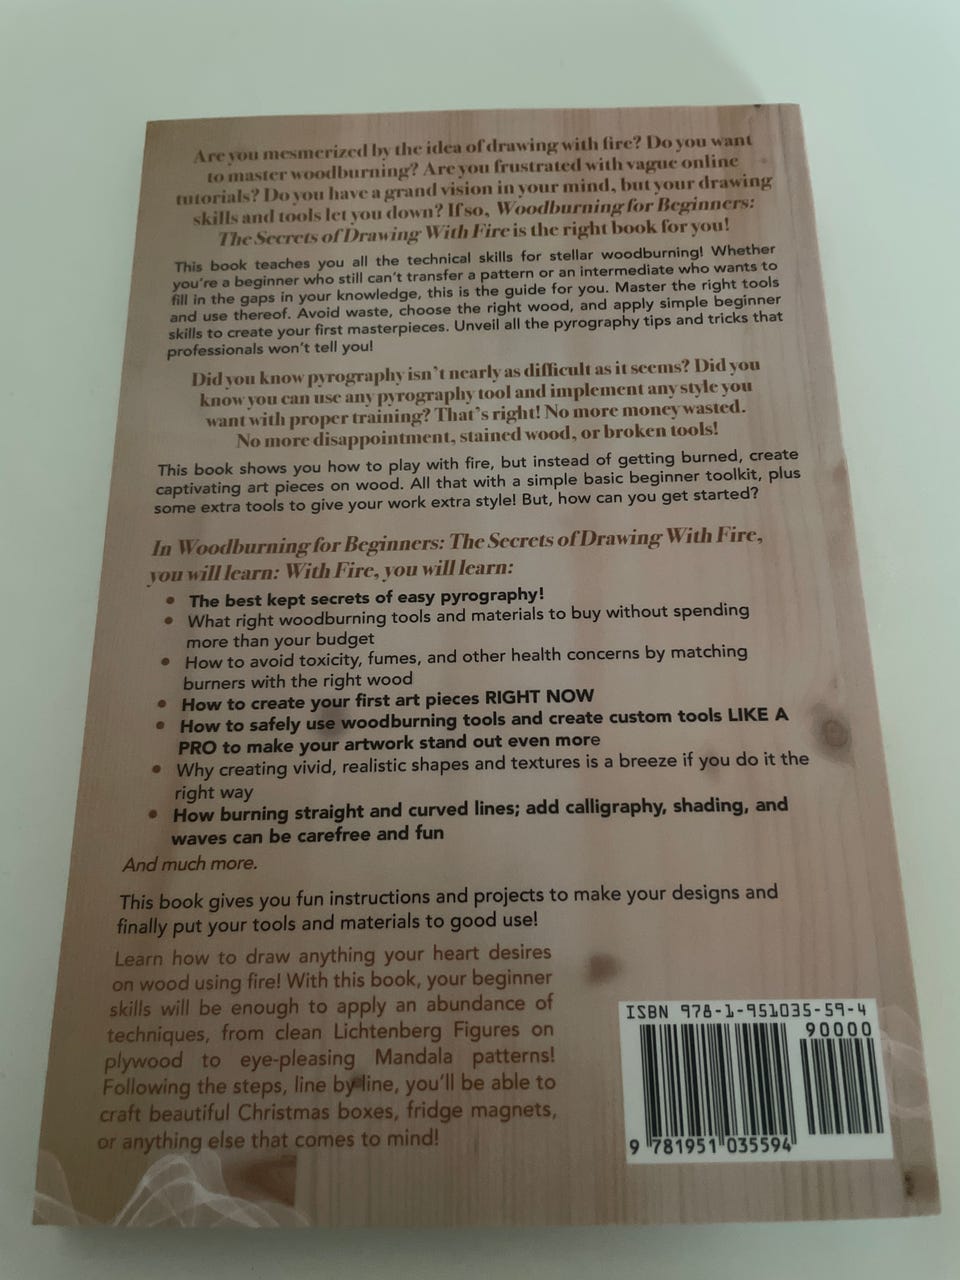 Are you mesmerized by the idea of drawing with fire? Do you want
to master woodburning? Are you frustrated with vague online
tutorials? Do you have a grand vision in your mind, but your drawing
skills and tools let you down? If so, Woodburning for Beginners:
The Secrets of Drawing With Fire is the right book for you!
This book teaches you all the technical skills for stellar woodburning! Whether
you're a beginner who still can't transfer a pattern or an intermediate who wants to
fill in the gaps in your knowledge, this is the guide for you. Master the right tools
and use thereof. Avoid waste, choose the right wood, and apply simple beginner
skills to create your first masterpieces. Unveil all the pyrography tips and tricks that
professionals won't tell you!
Did you know pyrography isn't nearly as difficult as it seems? Did you
know you can use any pyrography tool and implement any style you
want with proper training? That's right! No more money wasted.
No more disappointment, stained wood, or broken tools!
This book shows you how to play with fire, but instead of getting burned, create
captivating art pieces on wood. All that with a simple basic beginner toolkit, plus
some extra tools to give your work extra style! But, how can you get started?
In Woodburning for Beginners: The Secrets of Drawing With Fire,
you will learn: With Fire, you will learn:
• The best kept secrets of easy pyrography!
• What right woodburning tools and materials to buy without spending
more than your budget
• How to avoid toxicity, fumes, and other health concerns by matching
burners with the right wood
• How to create your first art pieces RIGHT NOW
• How to safely use woodburning tools and create custom tools LIKE A
PRO to make your artwork stand out even more
• Why creating vivid, realistic shapes and textures is a breeze if you do it the
right way
• How burning straight and curved lines; add calligraphy, shading, and
waves can be carefree and fun
And much more.
This book gives you fun instructions and projects to make your designs and
finally put your tools and materials to good use!
Learn how to draw anything your heart desires
on wood using fire! With this book, your beginner
skills will be enough to apply an abundance of
techniques, from clean Lichtenberg Figures on
plywood to eye-pleasing Mandala patterns!
Following the steps, line by line, you'll be able to
craft beautiful Christmas boxes, fridge magnets,
or anything else that comes to mind!
ISBN 978-1-951035-59-4
90000
9 781951 035594